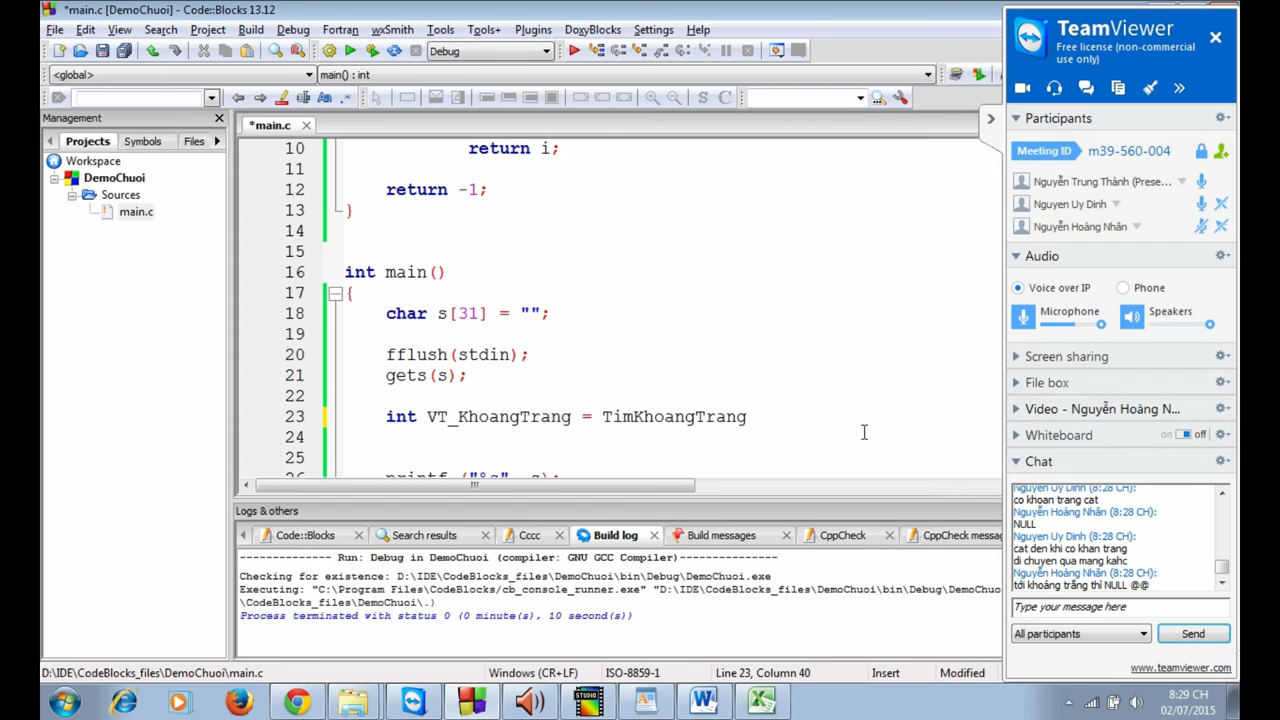 *main.c [DemoChuoi] - Code::Blocks 13.12
File Edit View Search Project Build Debug Fortran wxSmith Tools Tools+ Plugins DoxyBlocks Settings Help
Debug
<global> main() : int
Management
Projects Symbols Files
Workspace
DemoChuoi
Sources
main.c
*main.c
10 return i;
11
12 return -1;
13 }
14
15
16 int main()
17 {
18 char s[31] = "";
19
20 fflush(stdin);
21 gets(s);
22
23 int VT_KhoangTrang = TimKhoangTrang
24
25
Logs & others
Code::Blocks Search results Cccc Build log Build messages CppCheck CppCheck messag
-------------- Run: Debug in DemoChuoi (compiler: GNU GCC Compiler)---------------
Checking for existence: D:\IDE\CodeBlocks_files\DemoChuoi\bin\Debug\DemoChuoi.exe
Executing: "C:\Program Files\CodeBlocks/cb_console_runner.exe" "D:\IDE\CodeBlocks_files\DemoChuoi\bin\Debug\DemoChuo
\CodeBlocks_files\DemoChuoi\.)
Process terminated with status 0 (0 minute(s), 10 second(s))
D:\IDE\CodeBlocks_files\DemoChuoi\main.c Windows (CR+LF) ISO-8859-1 Line 23, Column 40 Insert Modified
TeamViewer
Free license (non-commercial
use only)
Participants
Meeting ID m39-560-004
Nguyễn Trung Thành (Prese...
Nguyen Uy Dinh
Nguyễn Hoàng Nhân
Audio
Voice over IP Phone
Microphone Speakers
Screen sharing
File box
Video - Nguyễn Hoàng N...
Whiteboard on off
Chat
Nguyen Uy Dinh (8:28 CH):
co khoan trang cat
Nguyễn Hoàng Nhân (8:28 CH):
NULL
Nguyen Uy Dinh (8:28 CH):
cat den khi co khan trang
di chuyen qua mang kahc
Nguyễn Hoàng Nhân (8:28 CH):
tới khoảng trắng thì NULL @@
Type your message here
All participants Send
www.teamviewer.com
STUDIO
8:29 CH
02/07/2015